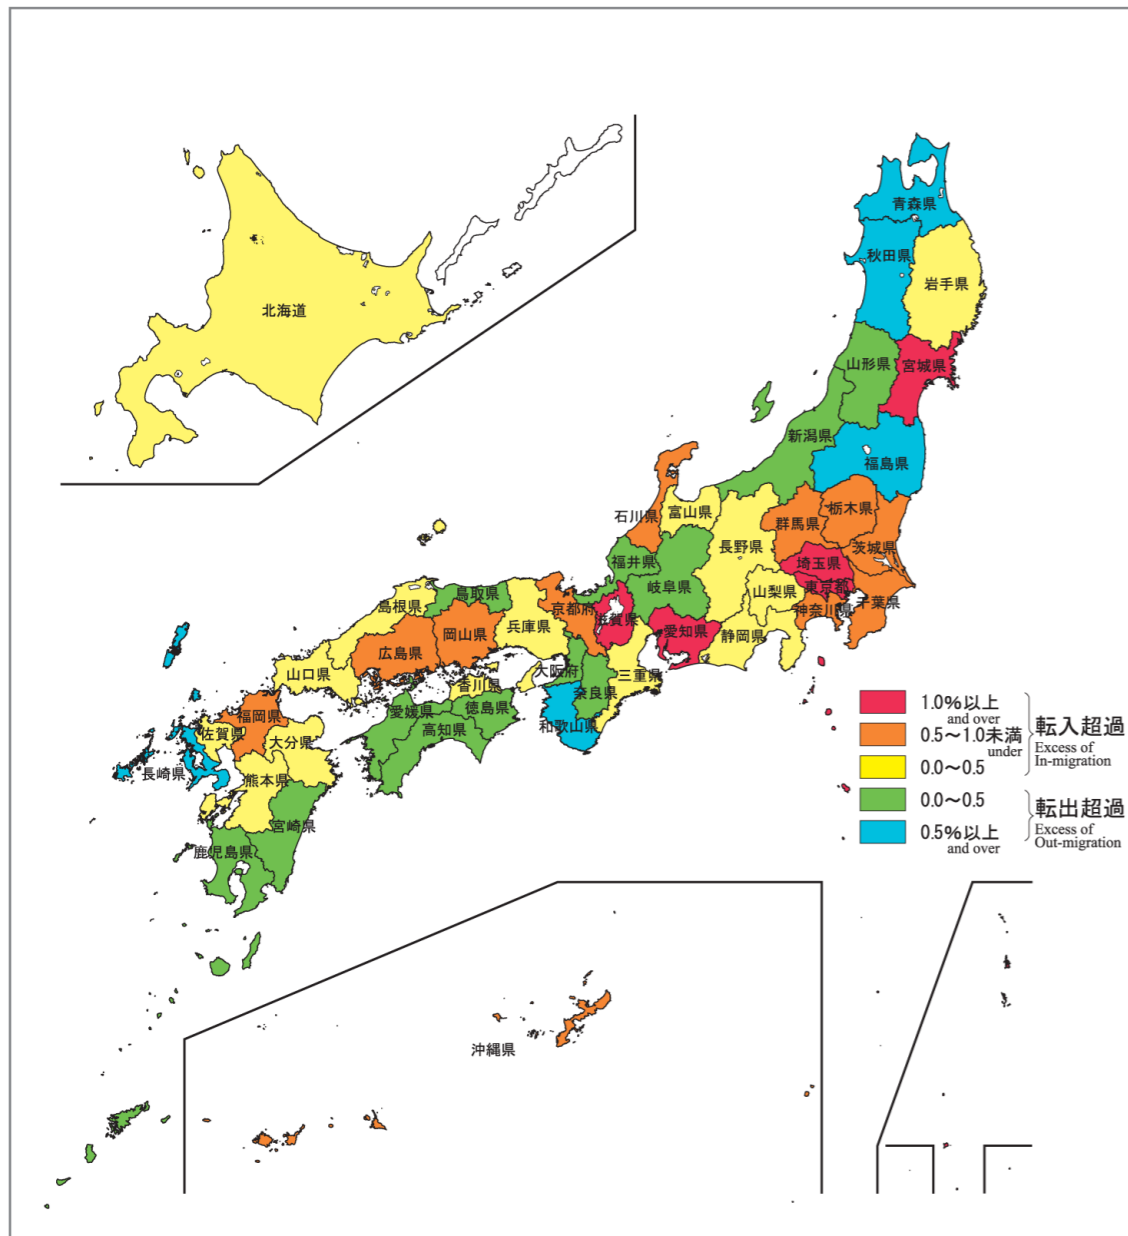 北海道
青森県
秋田県
岩手県
山形県
宮城県
新潟県
福島県
石川県
富山県
群馬県
栃木県
茨城県
長野県
埼玉県
東京都
福井県
岐阜県
山梨県
神奈川県
千葉県
鳥取県
島根県
京都府
滋賀県
兵庫県
愛知県
静岡県
岡山県
広島県
山口県
大阪府
三重県
香川県
奈良県
徳島県
愛媛県
高知県
和歌山県
福岡県
佐賀県
大分県
長崎県
熊本県
宮崎県
鹿児島県
沖縄県
1.0%以上
and over
0.5〜1.0未満
under
0.0〜0.5
転入超過
Excess of
In-migration
0.0〜0.5
0.5%以上
and over
転出超過
Excess of
Out-migration